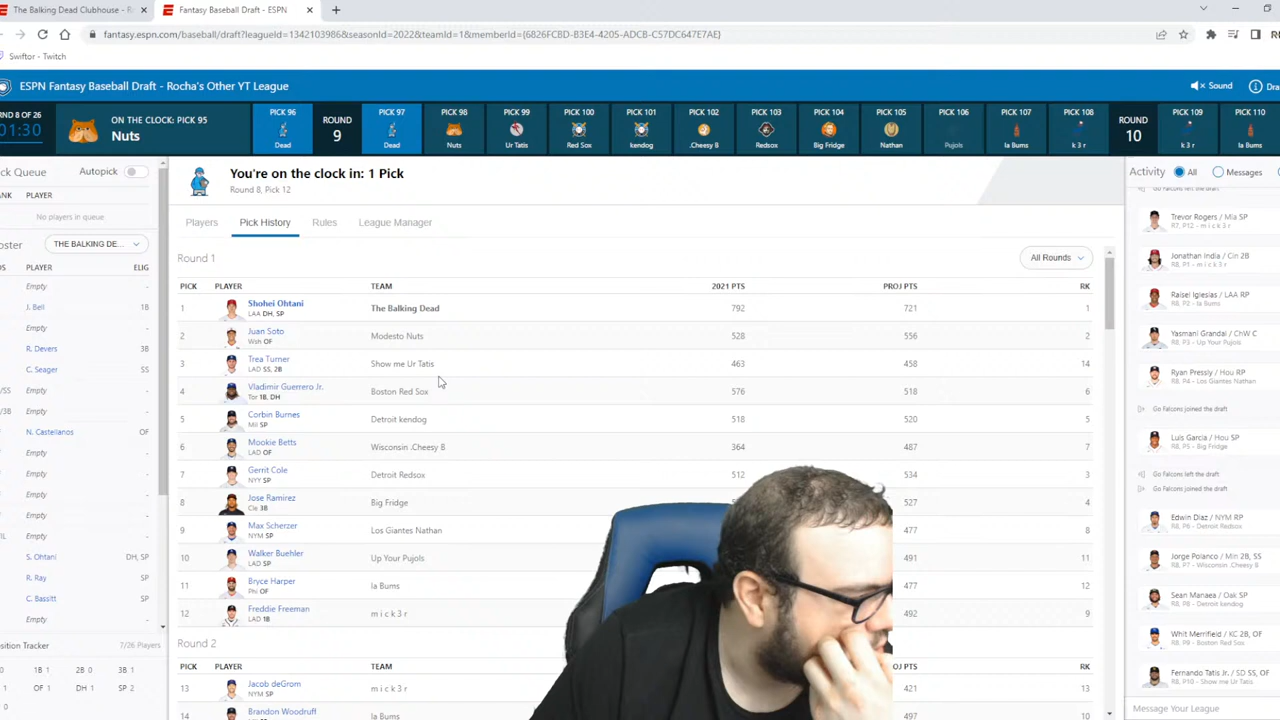 The Balking Dead Clubhouse - R
Fantasy Baseball Draft - ESPN
fantasy.espn.com/baseball/draft?leagueId=1342103986&seasonId=2022&teamId=1&memberId={6826FC8D-B3E4-4205-ADCB-C57DC647E7AE}
Swiftor - Twitch
ESPN Fantasy Baseball Draft - Rocha's Other YT League
Sound
Dra
RND 8 OF 26
01:30
ON THE CLOCK: PICK 95
Nuts
PICK 96
Dead
ROUND
9
PICK 97
Dead
PICK 98
Nuts
PICK 99
Ur Tatis
PICK 100
Red Sox
PICK 101
kendog
PICK 102
.Cheesy B
PICK 103
Redsox
PICK 104
Big Fridge
PICK 105
Nathan
PICK 106
Pujols
PICK 107
la Bums
PICK 108
k 3 r
ROUND
10
PICK 109
k 3 r
PICK 110
la Bums
ck Queue
Autopick
ANK PLAYER
No players in queue
oster
THE BALKING DE...
OS PLAYER ELIG
Empty -
J. Bell 1B
Empty -
R. Devers 3B
C. Seager SS
/SS Empty -
/3B Empty -
N. Castellanos OF
Empty -
Empty -
Empty -
IL Empty -
S. Ohtani DH, SP
R. Ray SP
C. Bassitt SP
Empty -
osition Tracker 7/26 Players
0 1B 1 2B 0 3B 1
1 OF 1 DH 1 SP 2
0
You're on the clock in: 1 Pick
Round 8, Pick 12
Players
Pick History
Rules
League Manager
Round 1
All Rounds
PICK PLAYER TEAM 2021 PTS PROJ PTS RK
1 Shohei Ohtani LAA DH, SP The Balking Dead 792 721 1
2 Juan Soto Wsh OF Modesto Nuts 528 556 2
3 Trea Turner LAD SS, 2B Show me Ur Tatis 463 458 14
4 Vladimir Guerrero Jr. Tor 1B, DH Boston Red Sox 576 518 6
5 Corbin Burnes Mil SP Detroit kendog 518 520 5
6 Mookie Betts LAD OF Wisconsin .Cheesy B 364 487 7
7 Gerrit Cole NYY SP Detroit Redsox 512 534 3
8 Jose Ramirez Cle 3B Big Fridge 527 4
9 Max Scherzer NYM SP Los Giantes Nathan 477 8
10 Walker Buehler LAD SP Up Your Pujols 491 11
11 Bryce Harper Phi OF la Bums 477 12
12 Freddie Freeman LAD 1B m i c k 3 r 492 9
Round 2
PICK PLAYER TEAM OJ PTS RK
13 Jacob deGrom NYM SP m i c k 3 r 421 13
14 Brandon Woodruff la Bums 497 10
Activity
All
Messages
Go Falcons left the draft
Trevor Rogers / Mia SP
R7, P12 - m i c k 3 r
Jonathan India / Cin 2B
R8, P1 - m i c k 3 r
Raisel Iglesias / LAA RP
R8, P2 - la Bums
Yasmani Grandal / ChW C
R8, P3 - Up Your Pujols
Ryan Pressly / Hou RP
R8, P4 - Los Giantes Nathan
Go Falcons joined the draft
Luis Garcia / Hou SP
R8, P5 - Big Fridge
Go Falcons left the draft
Go Falcons joined the draft
Edwin Diaz / NYM RP
R8, P6 - Detroit Redsox
Jorge Polanco / Min 2B, SS
R8, P7 - Wisconsin .Cheesy B
Sean Manaea / Oak SP
R8, P8 - Detroit kendog
Whit Merrifield / KC 2B, OF
R8, P9 - Boston Red Sox
Fernando Tatis Jr. / SD SS, OF
R8, P10 - Show me Ur Tatis
Message Your League